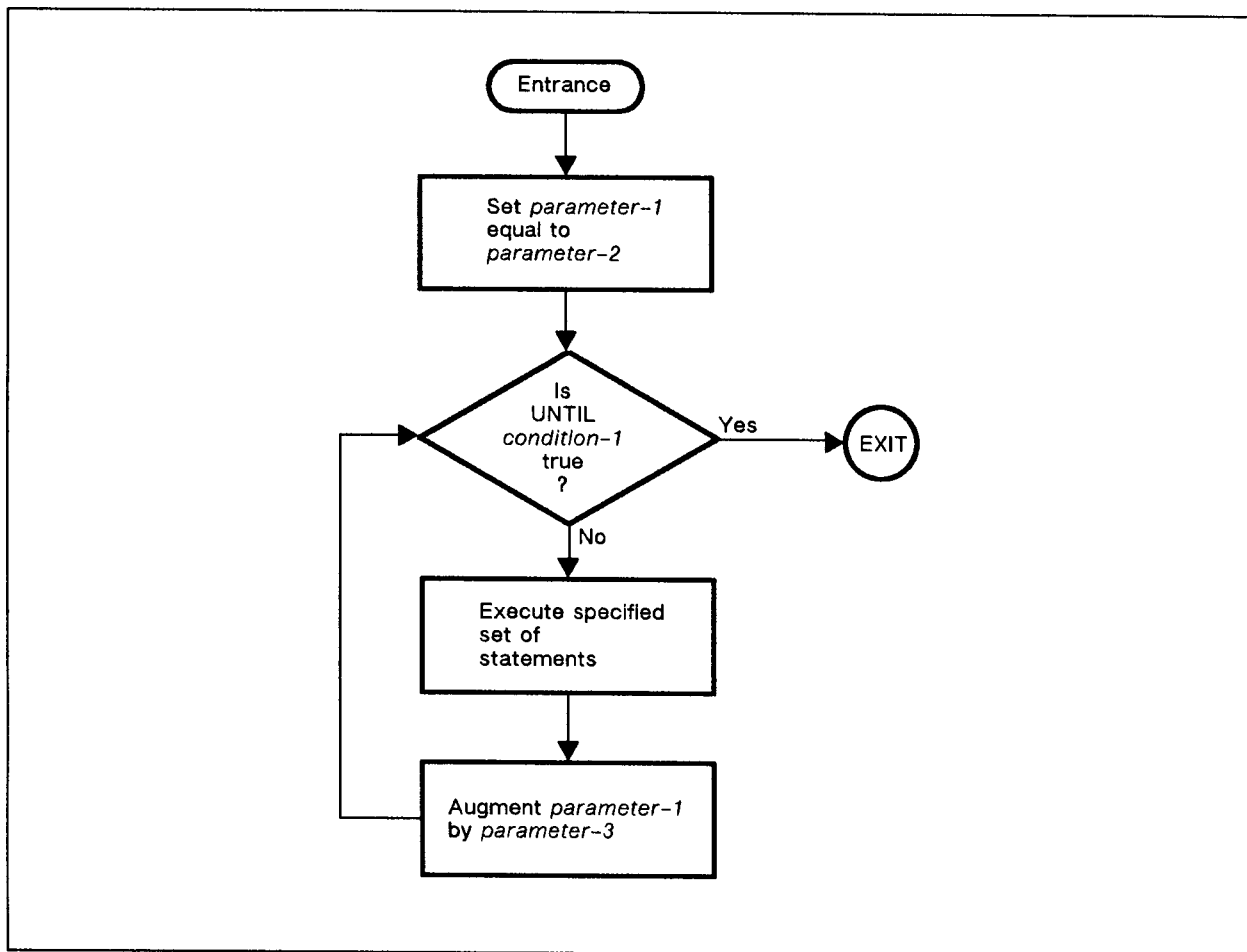 Entrance
Set parameter-1
equal to
parameter-2
Is
UNTIL
condition-1
true
?
Yes
EXIT
No
Execute specified
set of
statements
Augment parameter-1
by parameter-3